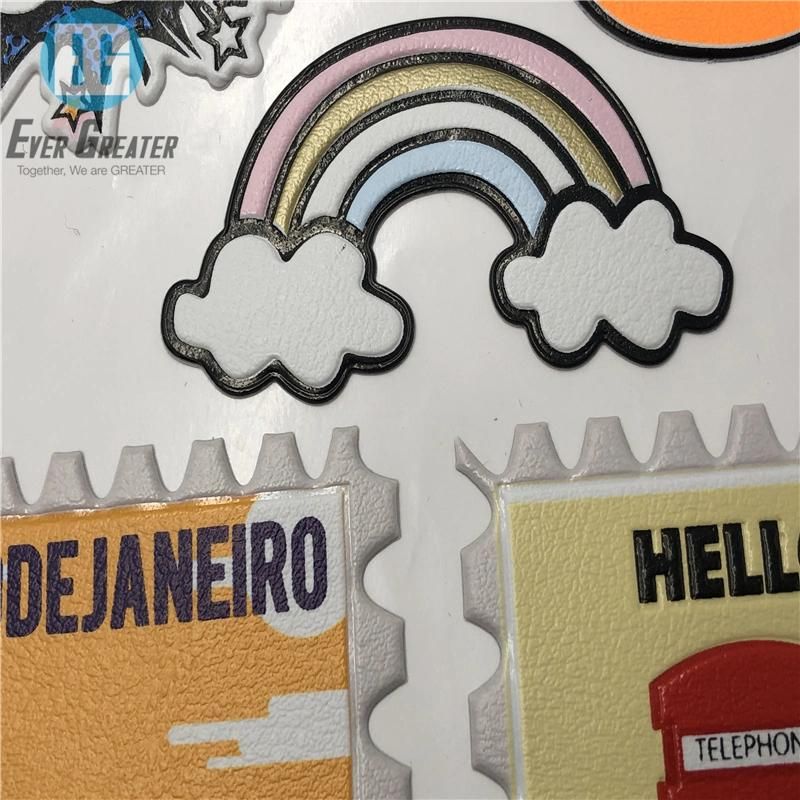 EVER GREATER
Together, We are GREATER
DEJANEIRO
HELL
TELEPHON